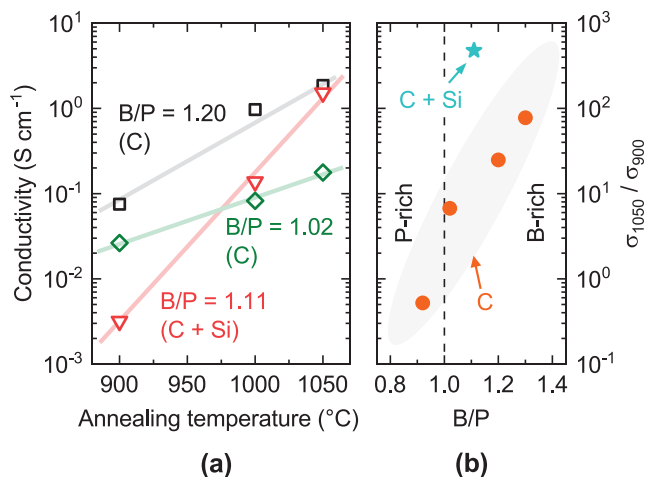 10¹
10⁰
10⁻¹
10⁻²
10⁻³
Conductivity (S cm⁻¹)
B/P = 1.20
(C)
B/P = 1.02
(C)
B/P = 1.11
(C + Si)
900 950 1000 1050
Annealing temperature (°C)
(a)
C + Si
P-rich
B-rich
C
0.8 1.0 1.2 1.4
B/P
(b)
10³
10²
10¹
10⁰
10⁻¹
σ₁₀₅₀ / σ₉₀₀